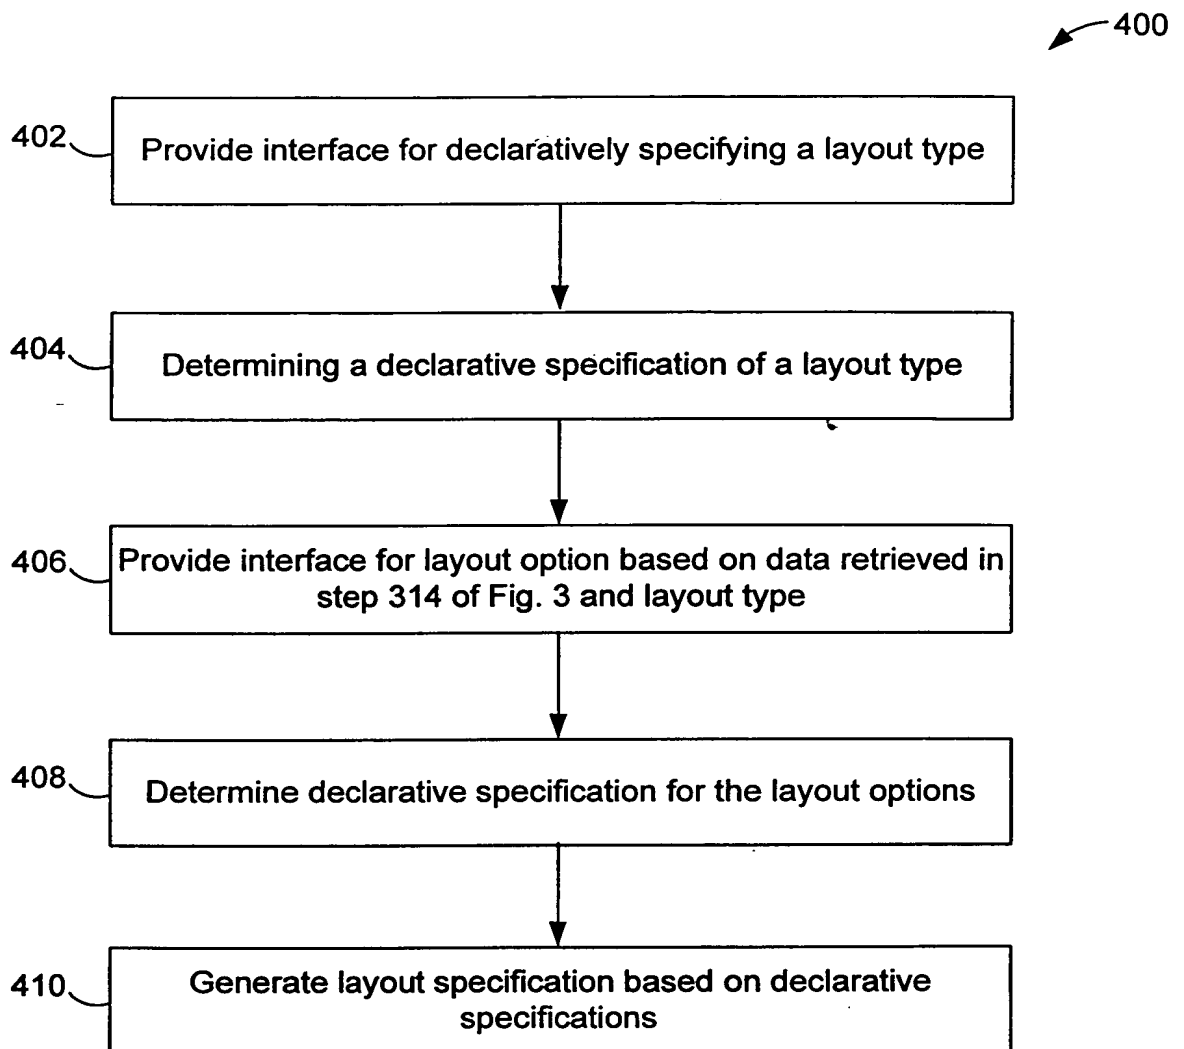 400
402
Provide interface for declaratively specifying a layout type
404
Determining a declarative specification of a layout type
406
Provide interface for layout option based on data retrieved in
step 314 of Fig. 3 and layout type
408
Determine declarative specification for the layout options
410
Generate layout specification based on declarative
specifications